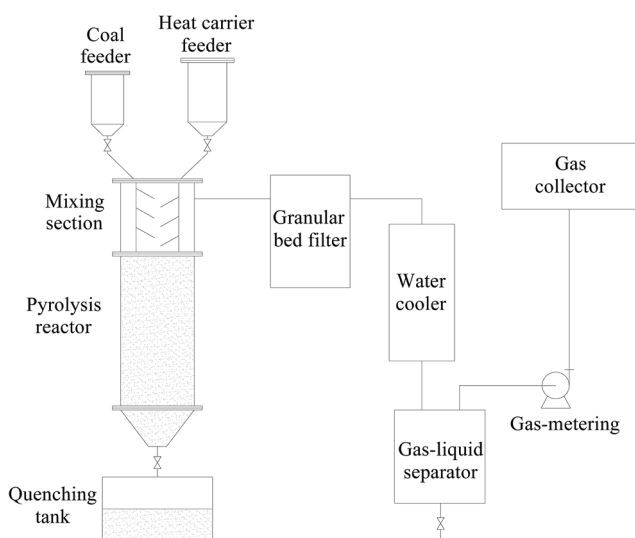 Coal
feeder
Heat carrier
feeder
Mixing
section
Granular
bed filter
Gas
collector
Pyrolysis
reactor
Water
cooler
Gas-metering
Gas-liquid
separator
Quenching
tank